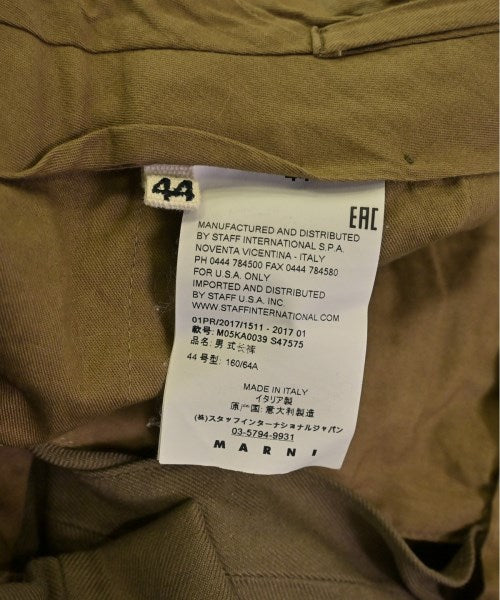 44
EAC
MANUFACTURED AND DISTRIBUTED
BY STAFF INTERNATIONAL S.P.A.
NOVENTA VICENTINA - ITALY
PH 0444 784500 FAX 0444 784580
FOR U.S.A. ONLY
IMPORTED AND DISTRIBUTED
BY STAFF U.S.A. INC.
WWW.STAFFINTERNATIONAL.COM
01PR/2017/1511 - 2017 01
款号: M05KA0039 S47575
品名: 男式长裤
44 号型: 160/64A
MADE IN ITALY
イタリア製
原产国: 意大利製造
(株)スタッフインターナショナルジャパン
03-5794-9931
MARNI